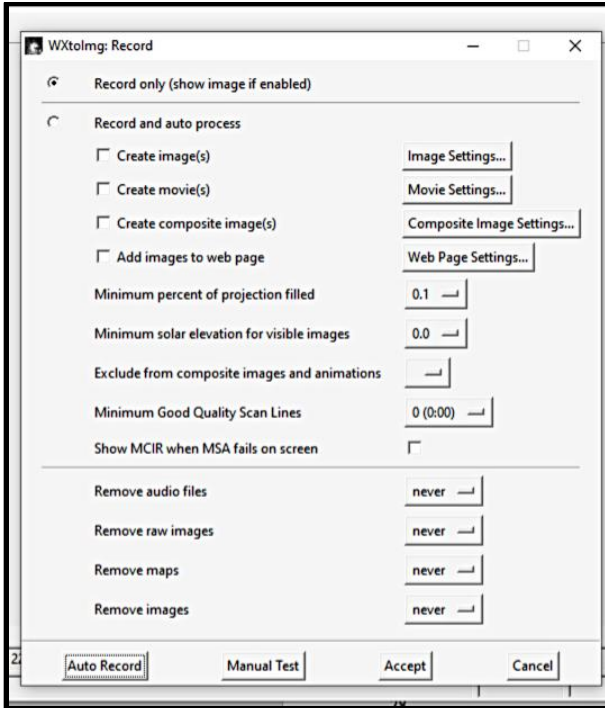 WXtoImg: Record
Record only (show image if enabled)
Record and auto process
Create image(s) Image Settings...
Create movie(s) Movie Settings...
Create composite image(s) Composite Image Settings...
Add images to web page Web Page Settings...
Minimum percent of projection filled 0.1
Minimum solar elevation for visible images 0.0
Exclude from composite images and animations
Minimum Good Quality Scan Lines 0 (0:00)
Show MCIR when MSA fails on screen
Remove audio files never
Remove raw images never
Remove maps never
Remove images never
Auto Record Manual Test Accept Cancel